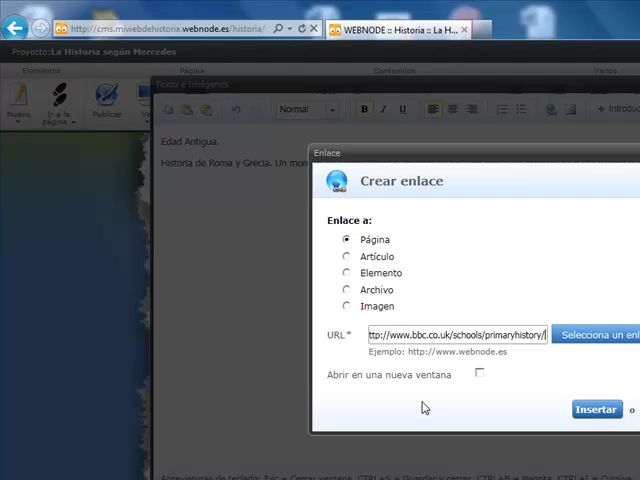 http://cms.miwebdehistoria.webnode.es/historia/
WEBNODE :: Historia :: La H...
Proyecto:La Historia según Mercedes
Elementos
Página
Contenidos
Varios
Texto e Imágenes
Nuevo
Ir a la
página
Publicar
Normal
B
I
U
Edad Antigua.
Historia de Roma y Grecia. Un mon
Enlace
Crear enlace
Enlace a:
Página
Artículo
Elemento
Archivo
Imagen
URL*
ttp://www.bbc.co.uk/schools/primaryhistory/
Selecciona un enl
Ejemplo: http://www.webnode.es
Abrir en una nueva ventana
Insertar
o